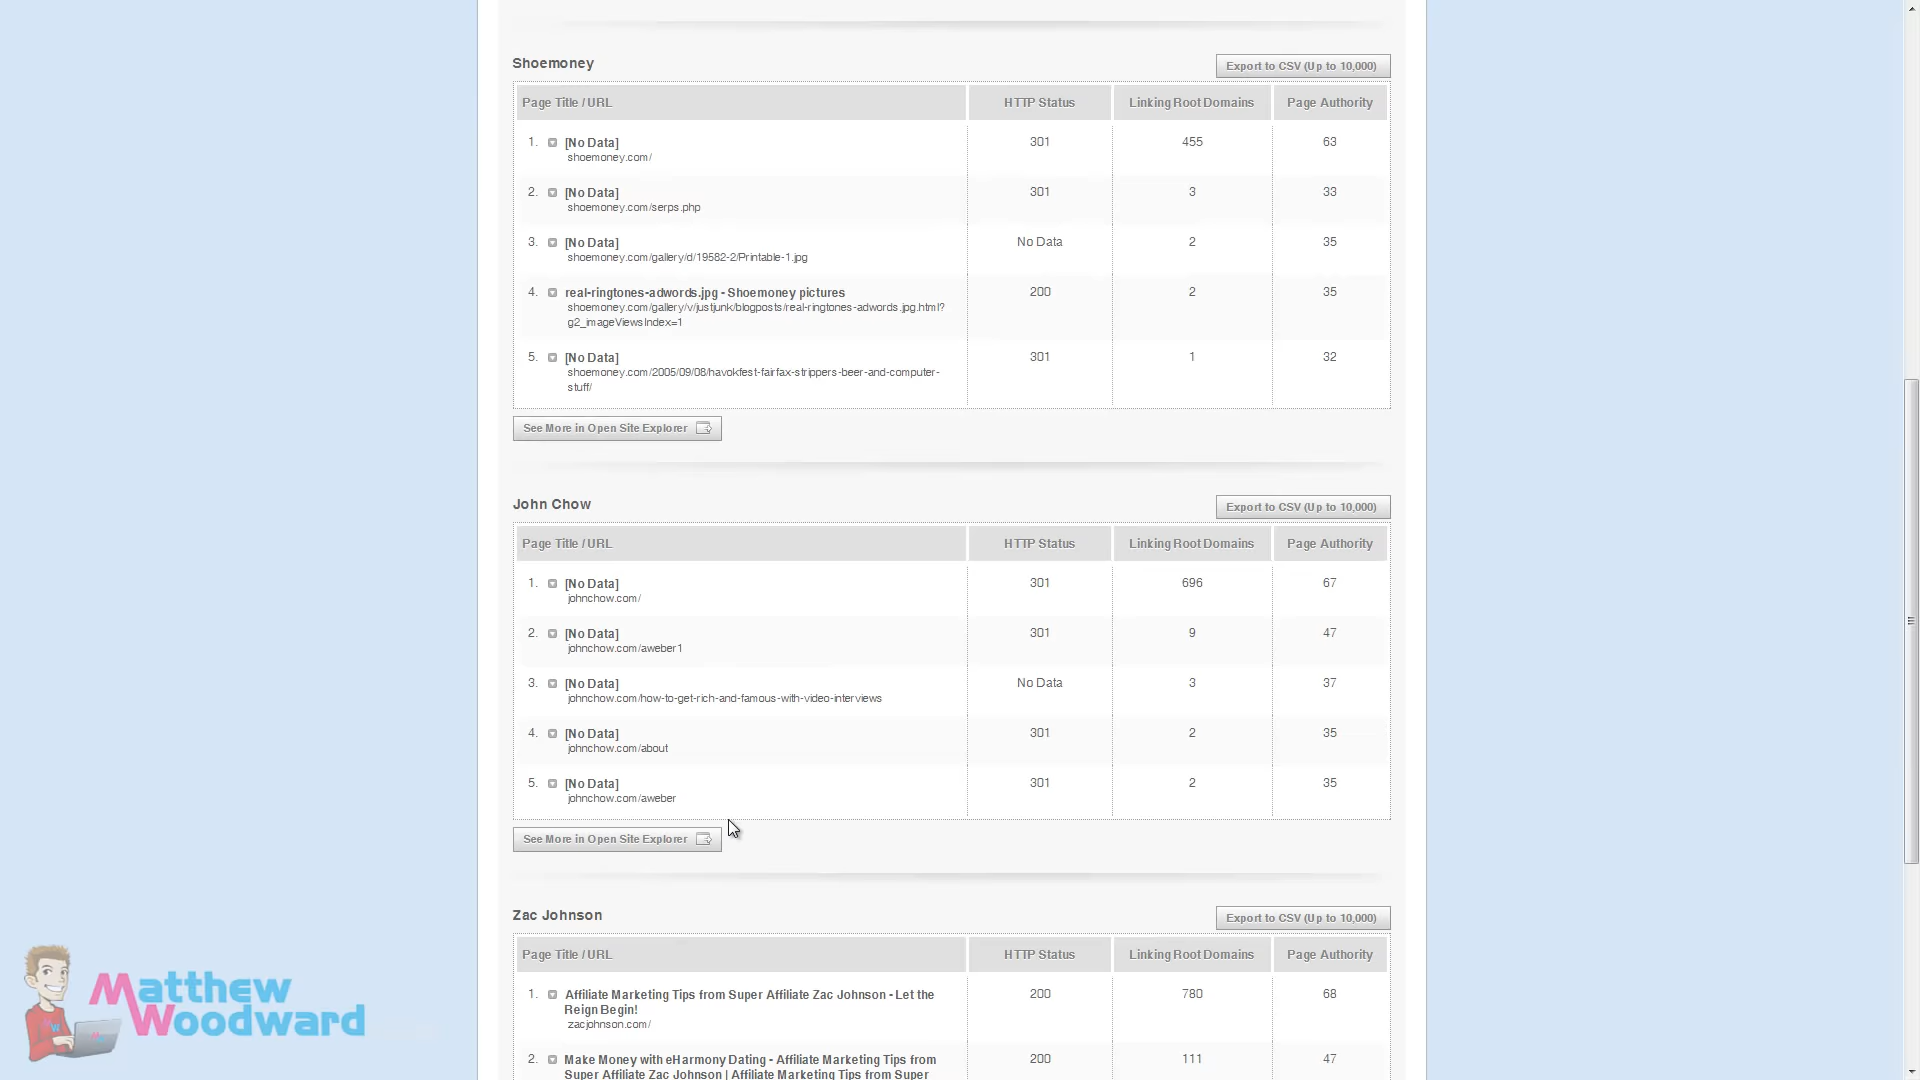 Shoemoney
Export to CSV (Up to 10,000)
Page Title / URL HTTP Status Linking Root Domains Page Authority
1. [No Data] 301 455 63
shoemoney.com/
2. [No Data] 301 3 33
shoemoney.com/serps.php
3. [No Data] No Data 2 35
shoemoney.com/gallery/d/19582-2/Printable-1.jpg
4. real-ringtones-adwords.jpg - Shoemoney pictures 200 2 35
shoemoney.com/gallery/v/justjunk/blogposts/real-ringtones-adwords.jpg.html?
g2_imageViewsIndex=1
5. [No Data] 301 1 32
shoemoney.com/2005/09/08/havokfest-fairfax-strippers-beer-and-computer-
stuff/
See More in Open Site Explorer
John Chow
Export to CSV (Up to 10,000)
Page Title / URL HTTP Status Linking Root Domains Page Authority
1. [No Data] 301 696 67
johnchow.com/
2. [No Data] 301 9 47
johnchow.com/aweber1
3. [No Data] No Data 3 37
johnchow.com/how-to-get-rich-and-famous-with-video-interviews
4. [No Data] 301 2 35
johnchow.com/about
5. [No Data] 301 2 35
johnchow.com/aweber
See More in Open Site Explorer
Zac Johnson
Export to CSV (Up to 10,000)
Page Title / URL HTTP Status Linking Root Domains Page Authority
1. Affiliate Marketing Tips from Super Affiliate Zac Johnson - Let the 200 780 68
Reign Begin!
zacjohnson.com/
2. Make Money with eHarmony Dating - Affiliate Marketing Tips from 200 111 47
Super Affiliate Zac Johnson | Affiliate Marketing Tips from Super
Matthew
Woodward